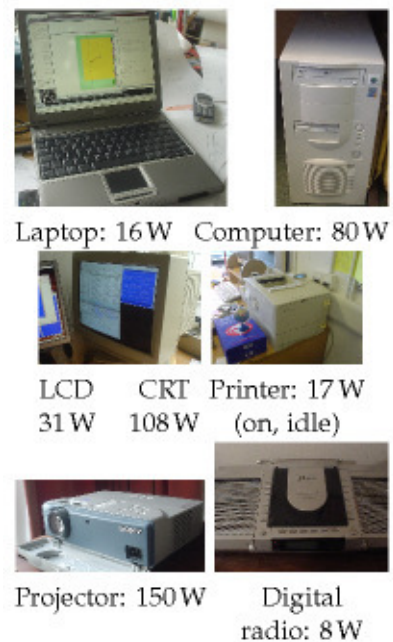 Laptop: 16 W
Computer: 80 W
LCD
31 W
CRT
108 W
Printer: 17 W
(on, idle)
Projector: 150 W
Digital
radio: 8 W